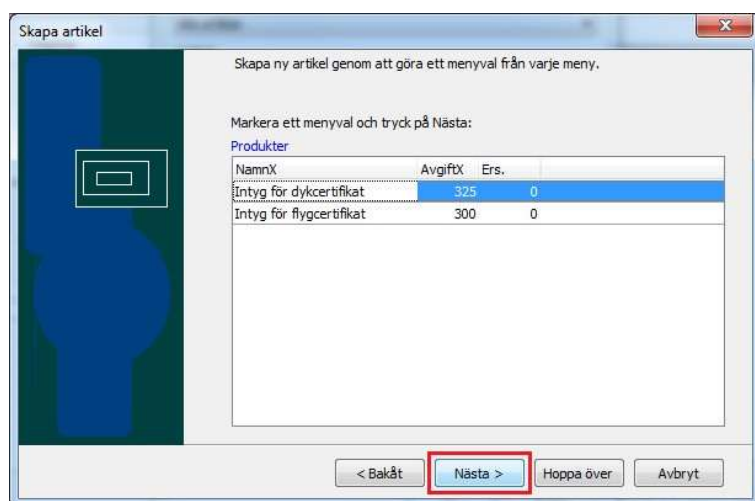 Skapa artikel
Skapa ny artikel genom att göra ett menyval från varje meny.
Markera ett menyval och tryck på Nästa:
Produkter
NamnX AvgiftX Ers.
Intyg för dykcertifikat 325 0
Intyg för flygcertifikat 300 0
< Bakåt Nästa > Hoppa över Avbryt